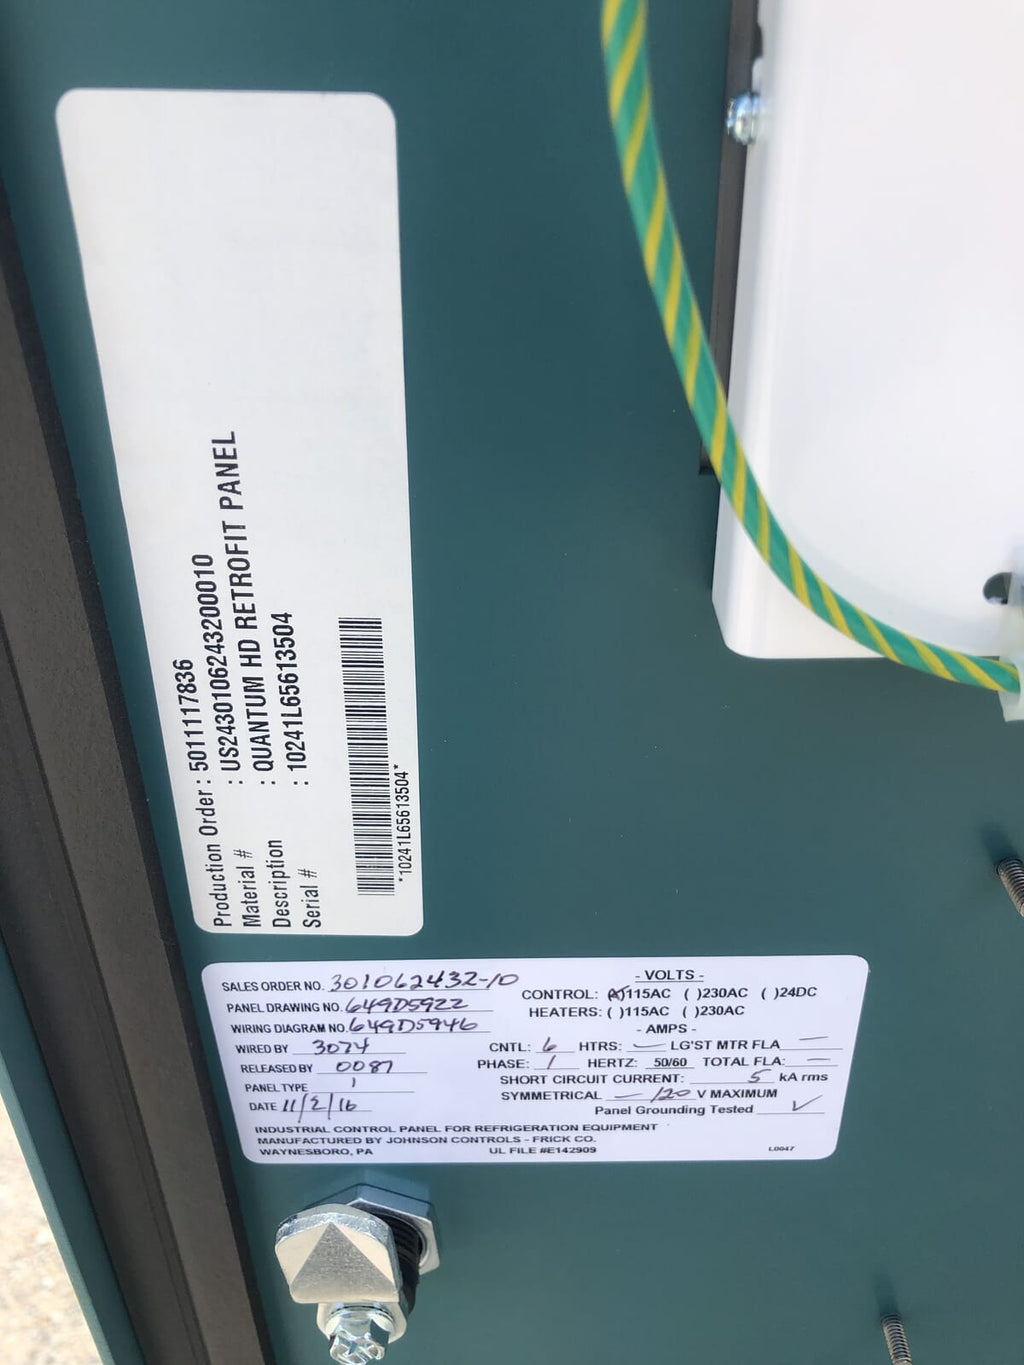 Production Order : 5011117836
Material # : US24301062432​00010
Description : QUANTUM HD RETROFIT PANEL
Serial # : 10241L65613504
*10241L65613504*
SALES ORDER NO. 301062432-10
PANEL DRAWING NO. 649D5922
WIRING DIAGRAM NO. 649D5946
WIRED BY 3074
RELEASED BY 0087
PANEL TYPE 1
DATE 11/2/16
- VOLTS -
CONTROL: (X)115AC ( )230AC ( )24DC
HEATERS: ( )115AC ( )230AC
- AMPS -
CNTL: 6 HTRS: — LG'ST MTR FLA —
PHASE: 1 HERTZ: 50/60 TOTAL FLA: —
SHORT CIRCUIT CURRENT: 5 kA rms
SYMMETRICAL — 120 V MAXIMUM
Panel Grounding Tested ✓
INDUSTRIAL CONTROL PANEL FOR REFRIGERATION EQUIPMENT
MANUFACTURED BY JOHNSON CONTROLS - FRICK CO.
WAYNESBORO, PA UL FILE #E142909 L0047